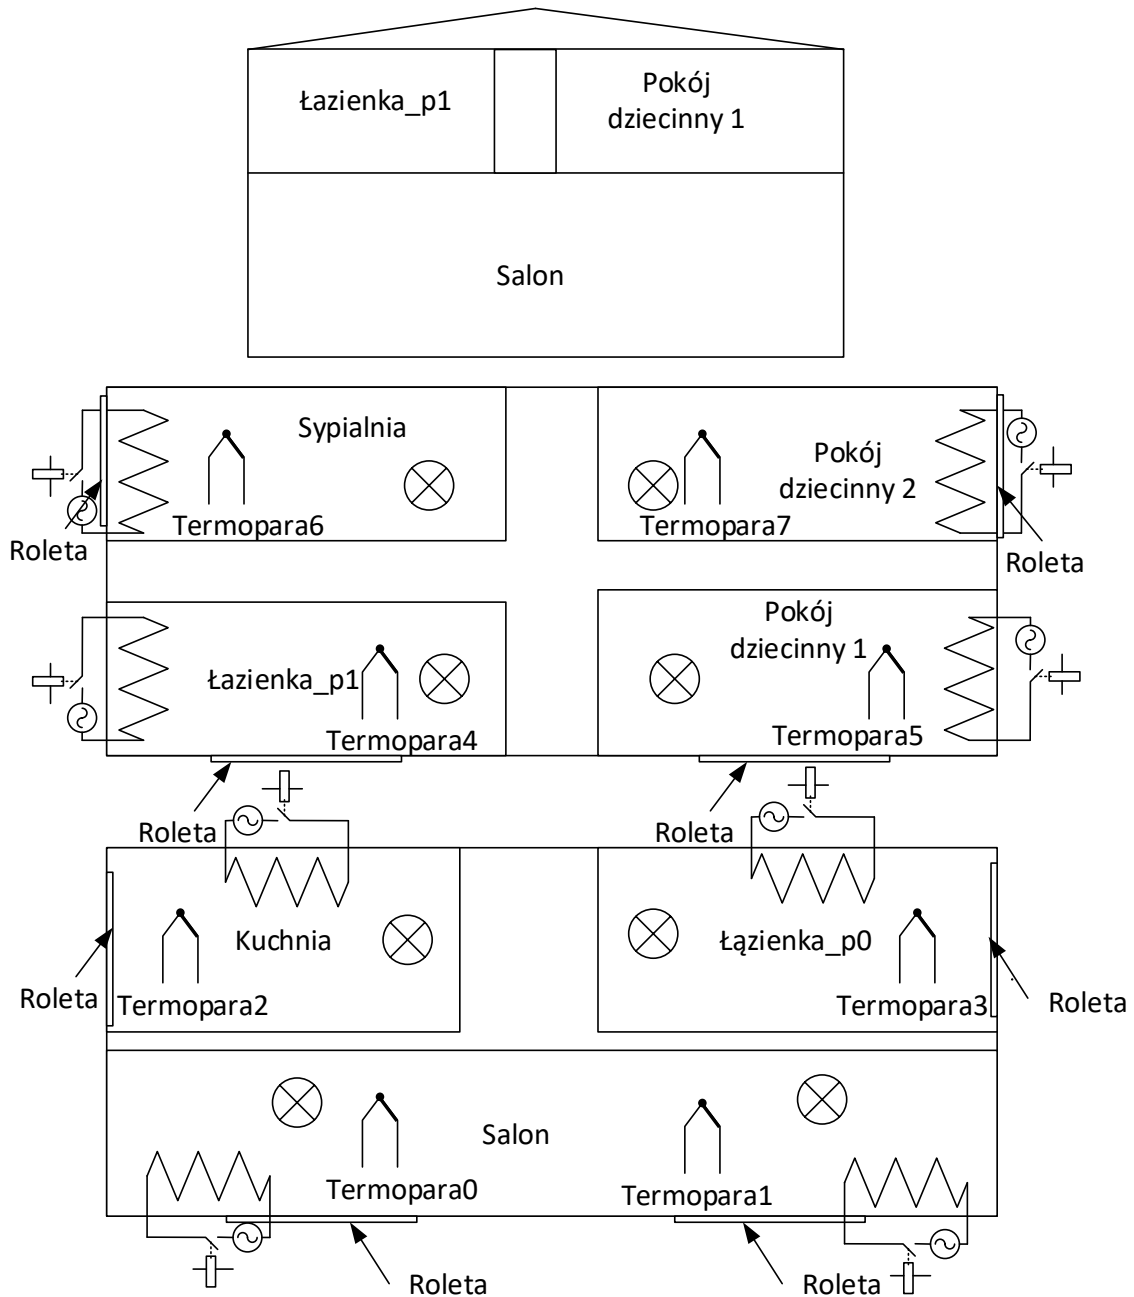 Łazienka_p1
Pokój
dziecinny 1
Salon
Sypialnia
Pokój
dziecinny 2
Termopara6
Termopara7
Roleta
Roleta
Pokój
dziecinny 1
Łazienka_p1
Termopara4
Termopara5
Roleta
Roleta
Kuchnia
Łązienka_p0
Roleta
Termopara2
Termopara3
Roleta
Salon
Termopara0
Termopara1
Roleta
Roleta